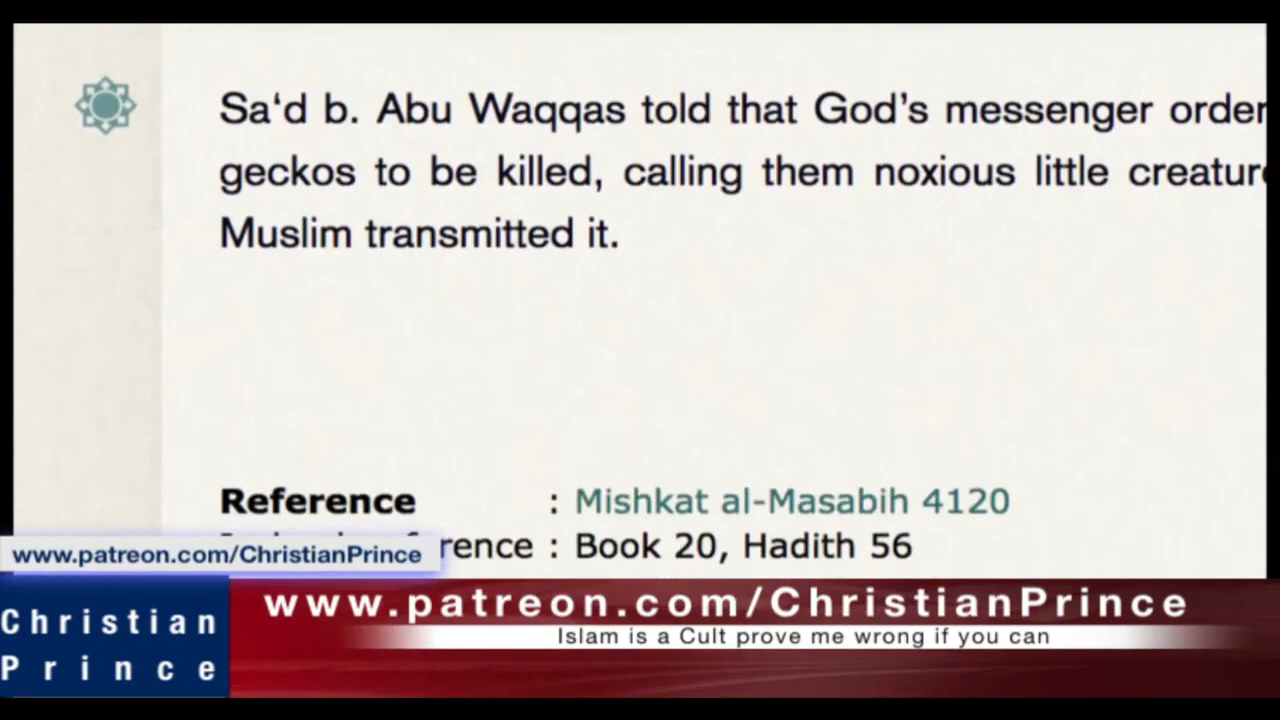 Sa‘d b. Abu Waqqas told that God’s messenger order
geckos to be killed, calling them noxious little creatur
Muslim transmitted it.
Reference : Mishkat al-Masabih 4120
rence : Book 20, Hadith 56
www.patreon.com/ChristianPrince
www.patreon.com/ChristianPrince
Islam is a Cult prove me wrong if you can
Christian
Prince